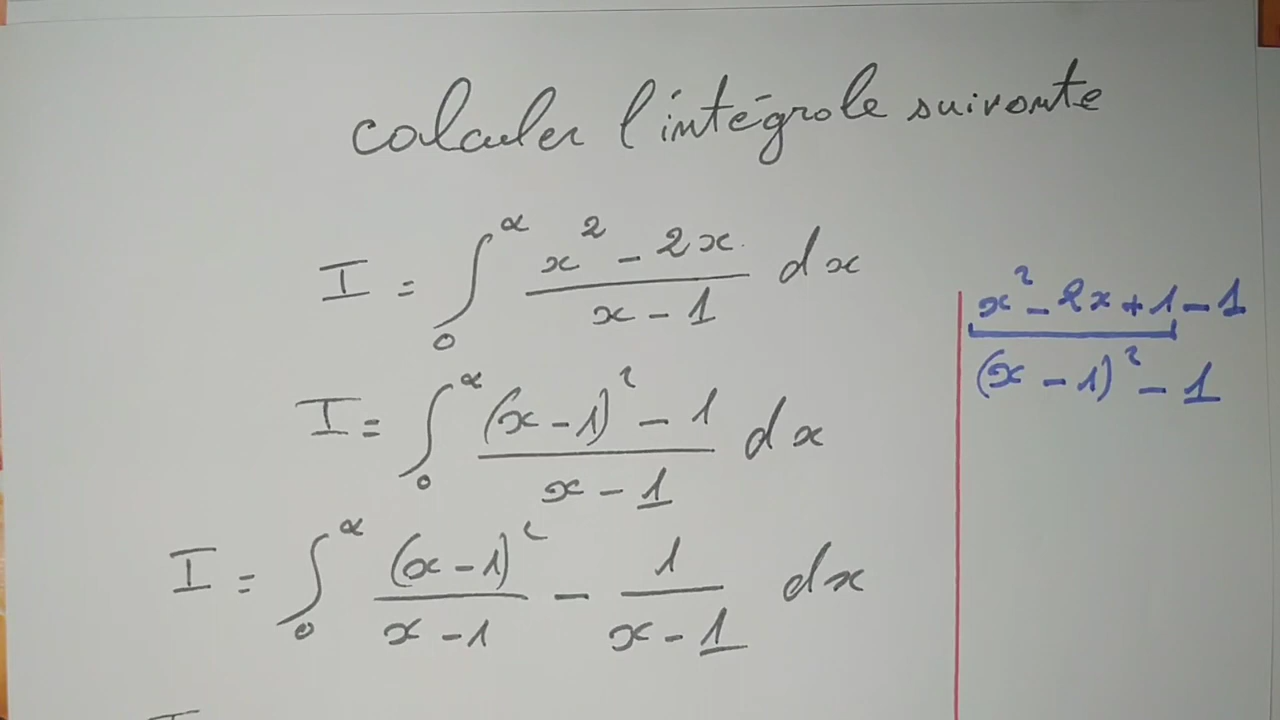 calculer l'intégrale suivante
I = ∫₀^α (x² - 2x)/(x - 1) dx
I = ∫₀^α ((x - 1)² - 1)/(x - 1) dx
I = ∫₀^α (x - 1)²/(x - 1) - 1/(x - 1) dx
x² - 2x + 1 - 1
(x - 1)² - 1